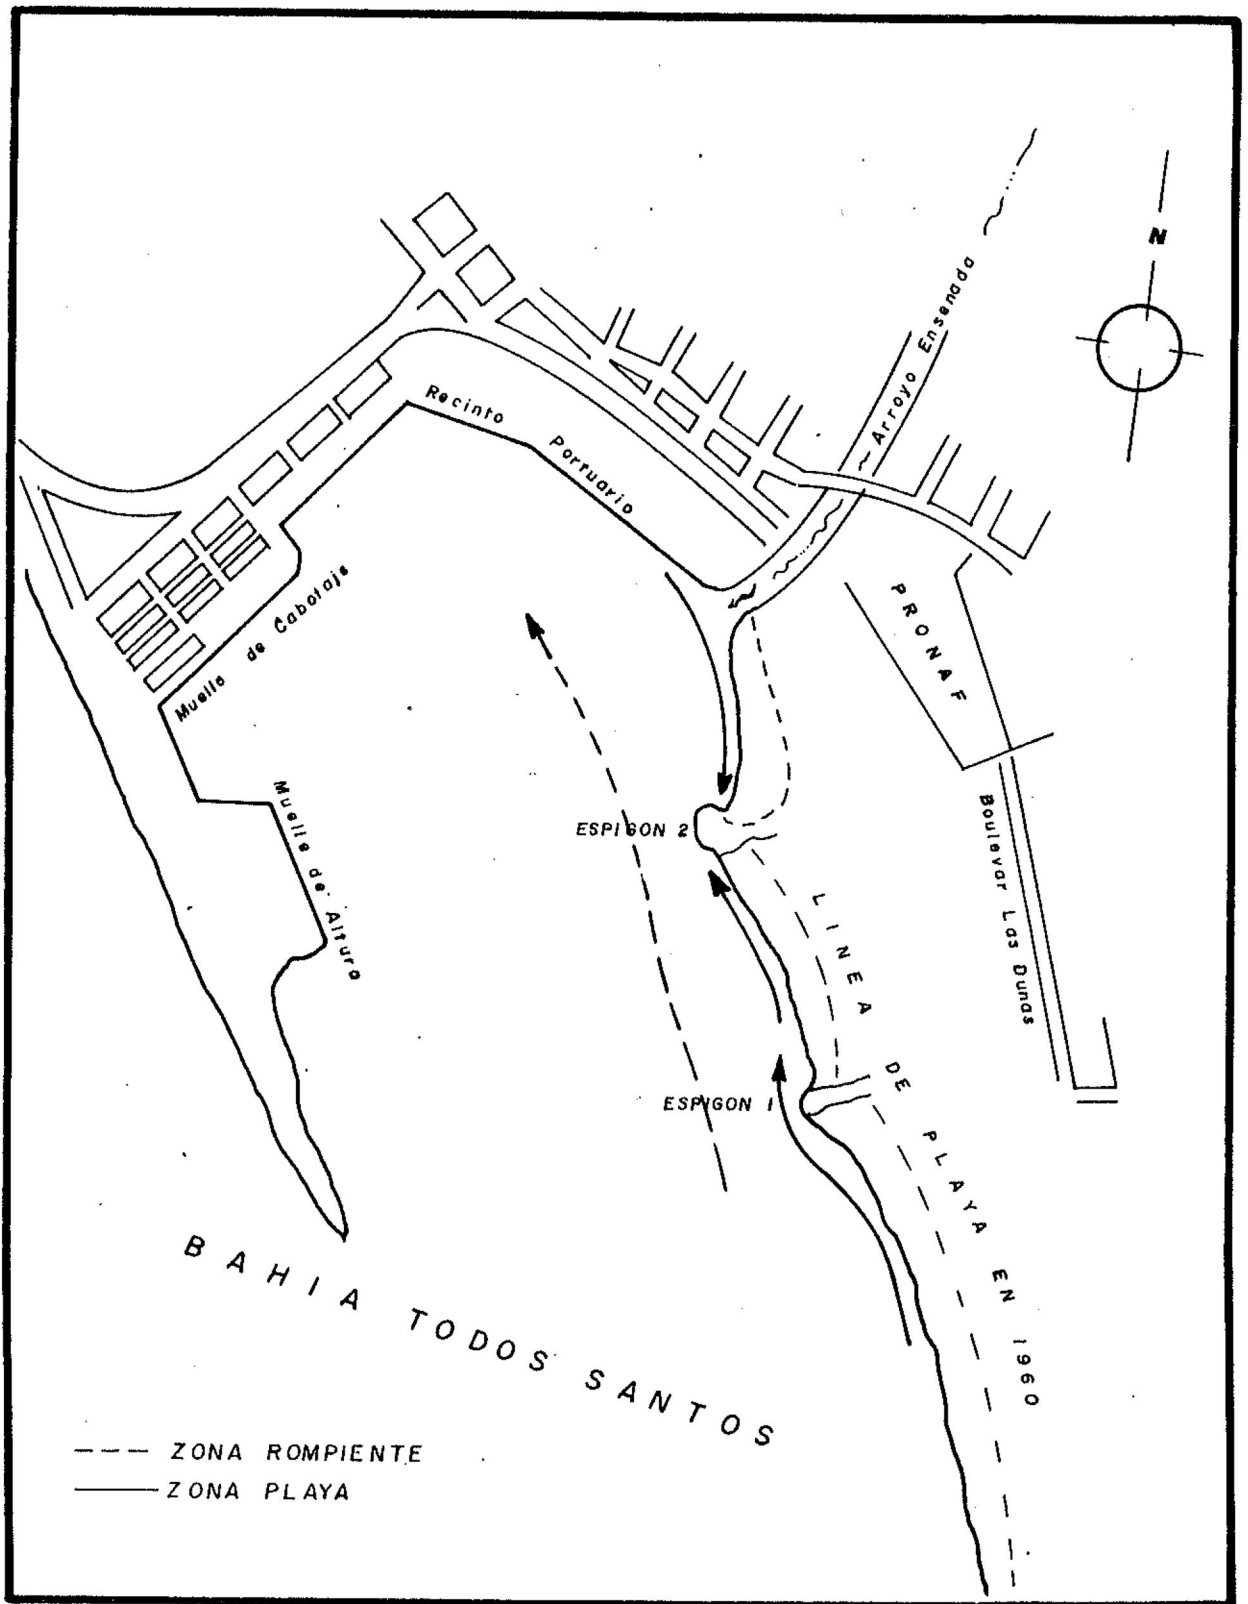 N
Arroyo Ensenada
Recinto Porruario
Muelle de Cabotaje
PRONAF
Muelle de Altura
ESPIGON 2
Boulevar Las Dunas
LINEA DE PLAYA EN 1960
ESPIGON 1
BAHIA TODOS SANTOS
ZONA ROMPIENTE
ZONA PLAYA